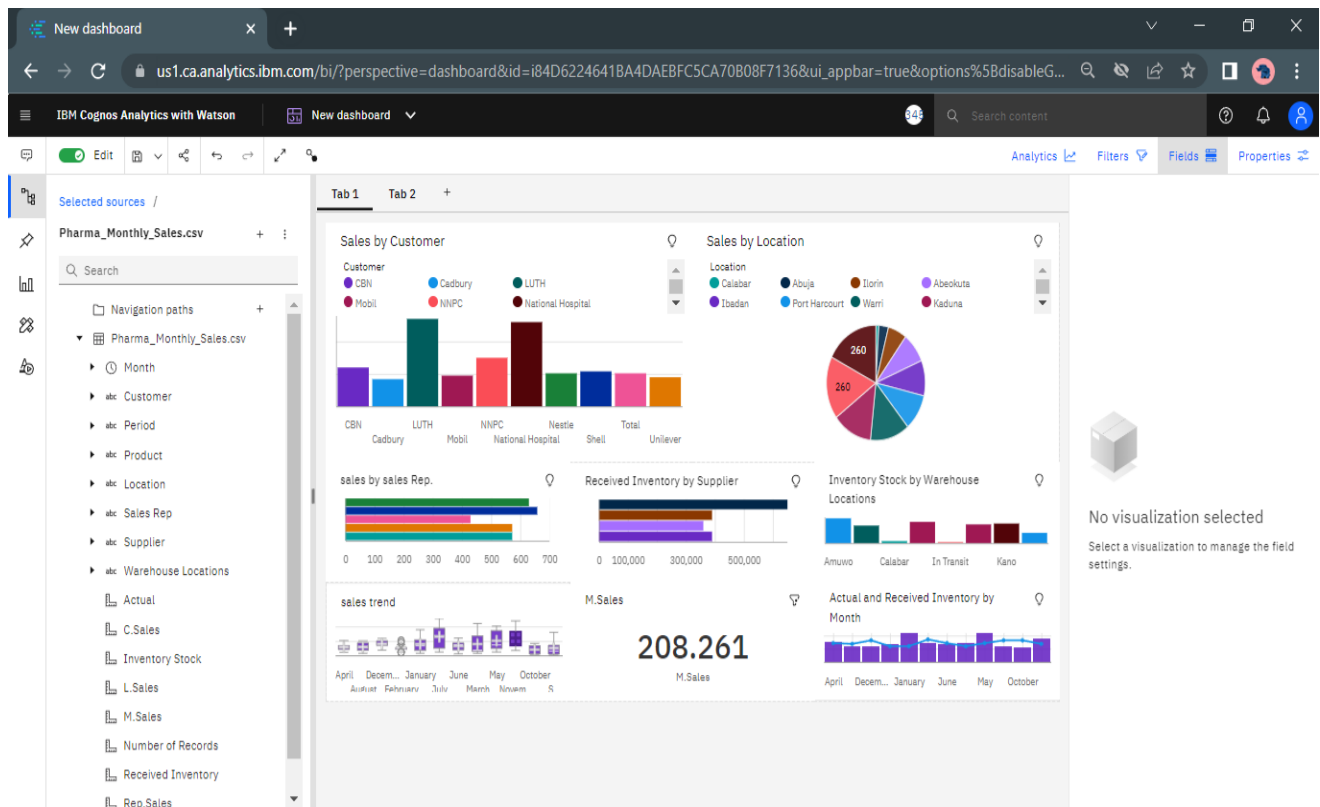 New dashboard
us1.ca.analytics.ibm.com/bi/?perspective=dashboard&id=i84D6224641BA4DAEBFC5CA70B08F7136&ui_appbar=true&options%5BdisableG...
IBM Cognos Analytics with Watson
New dashboard
Search content
Edit
Analytics
Filters
Fields
Properties
Selected sources /
Pharma_Monthly_Sales.csv
Search
Navigation paths
Pharma_Monthly_Sales.csv
Month
abc Customer
abc Period
abc Product
abc Location
abc Sales Rep
abc Supplier
abc Warehouse Locations
Actual
C.Sales
Inventory Stock
L.Sales
M.Sales
Number of Records
Received Inventory
Rep.Sales
Tab 1
Tab 2
Sales by Customer
Customer
CBN Cadbury LUTH
Mobil NNPC National Hospital
CBN LUTH NNPC Nestle Total
Cadbury Mobil National Hospital Shell Unilever
Sales by Location
Location
Calabar Abuja Ilorin Abeokuta
Ibadan Port Harcourt Warri Kaduna
260
260
sales by sales Rep.
0 100 200 300 400 500 600 700
Received Inventory by Supplier
0 100,000 300,000 500,000
Inventory Stock by Warehouse
Locations
Amuwo Calabar In Transit Kano
sales trend
April Decem... January June May October
August February July March Novem S
M.Sales
208.261
M.Sales
Actual and Received Inventory by
Month
April Decem... January June May October
No visualization selected
Select a visualization to manage the field
settings.